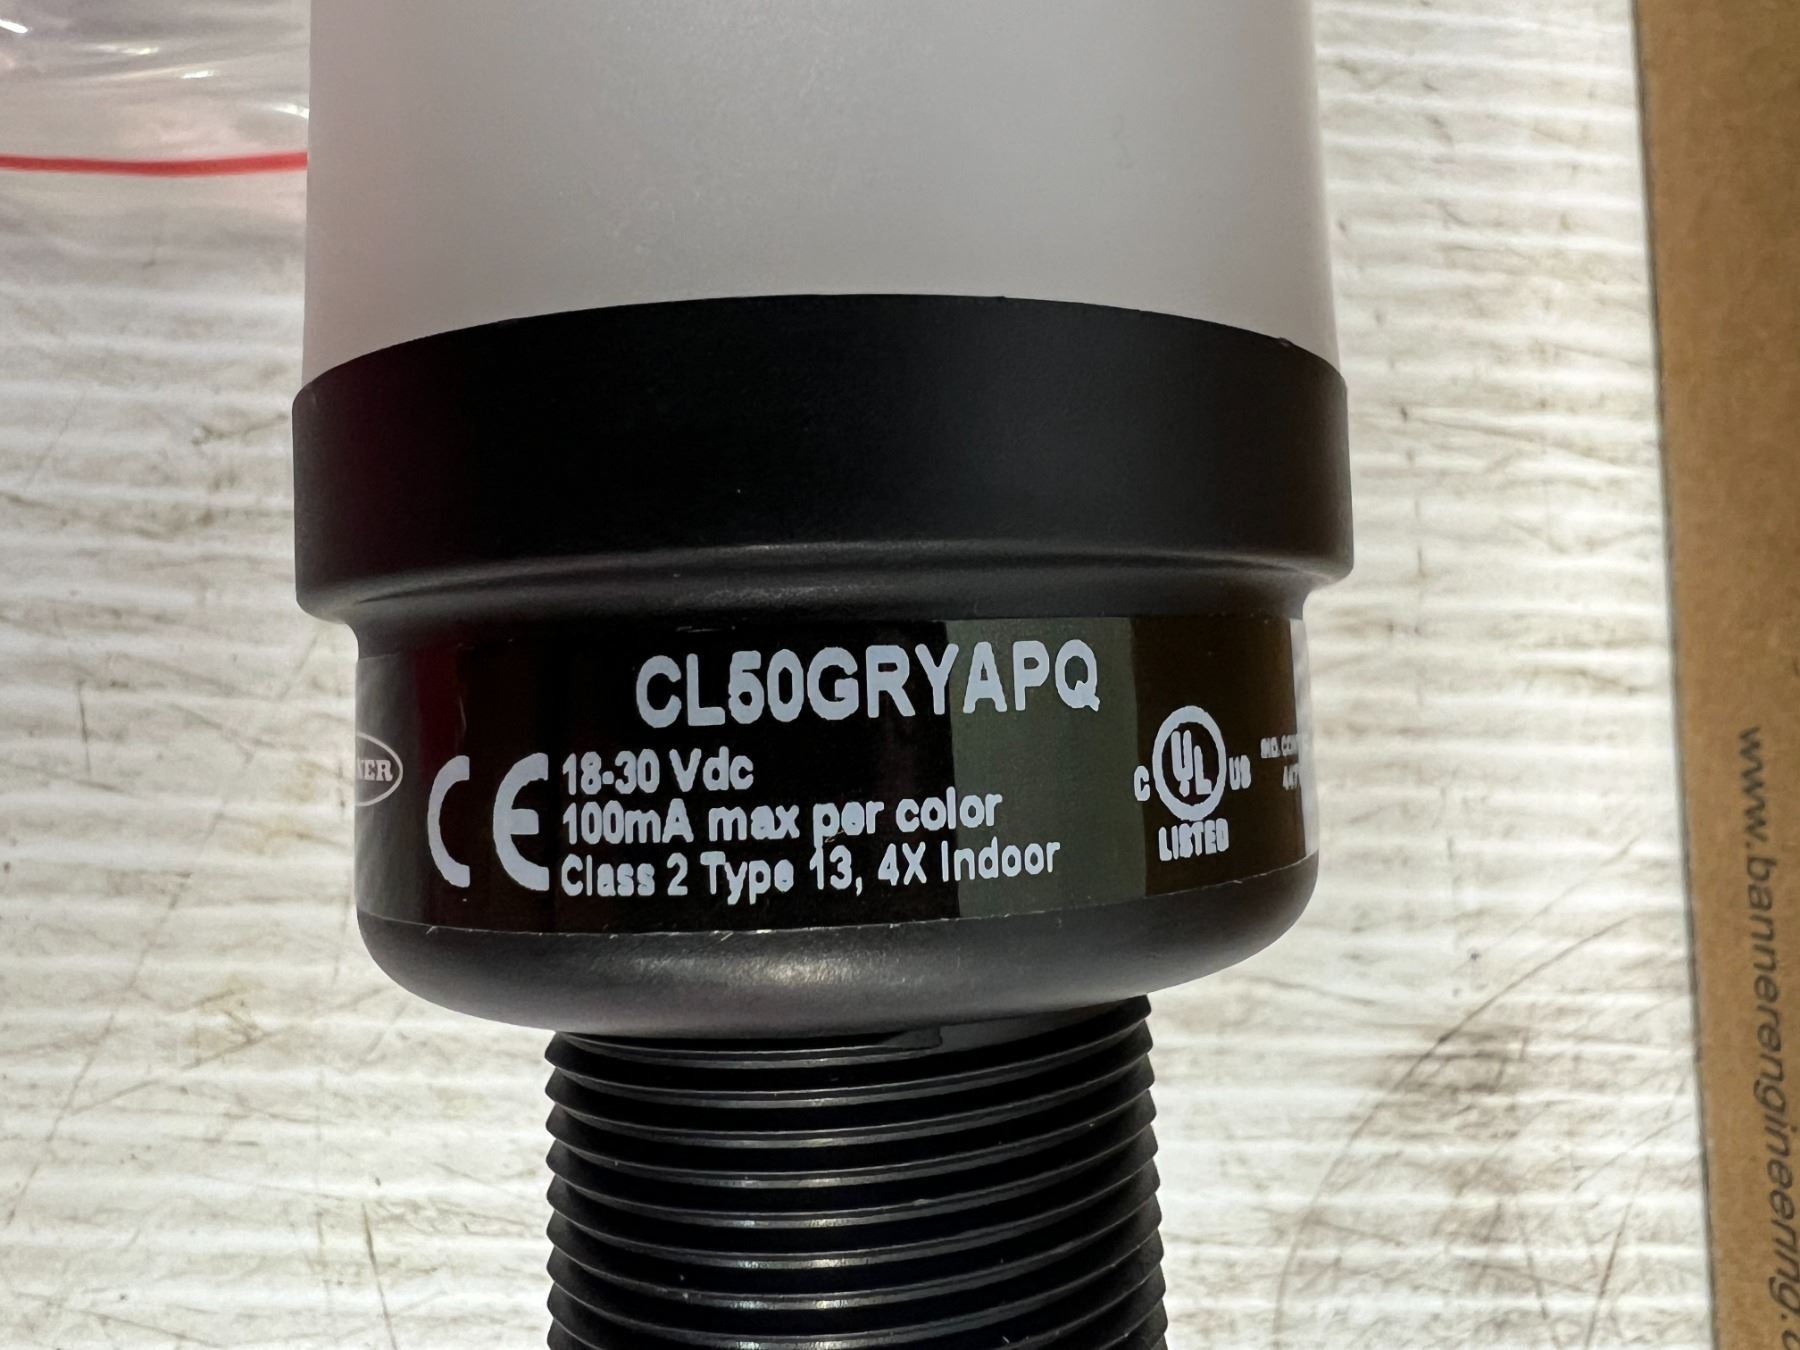 CL50GRYAPQ
CE
18-30 Vdc
100mA max per color
Class 2 Type 13, 4X Indoor
C UL US
LISTED
www.bannerengineering.